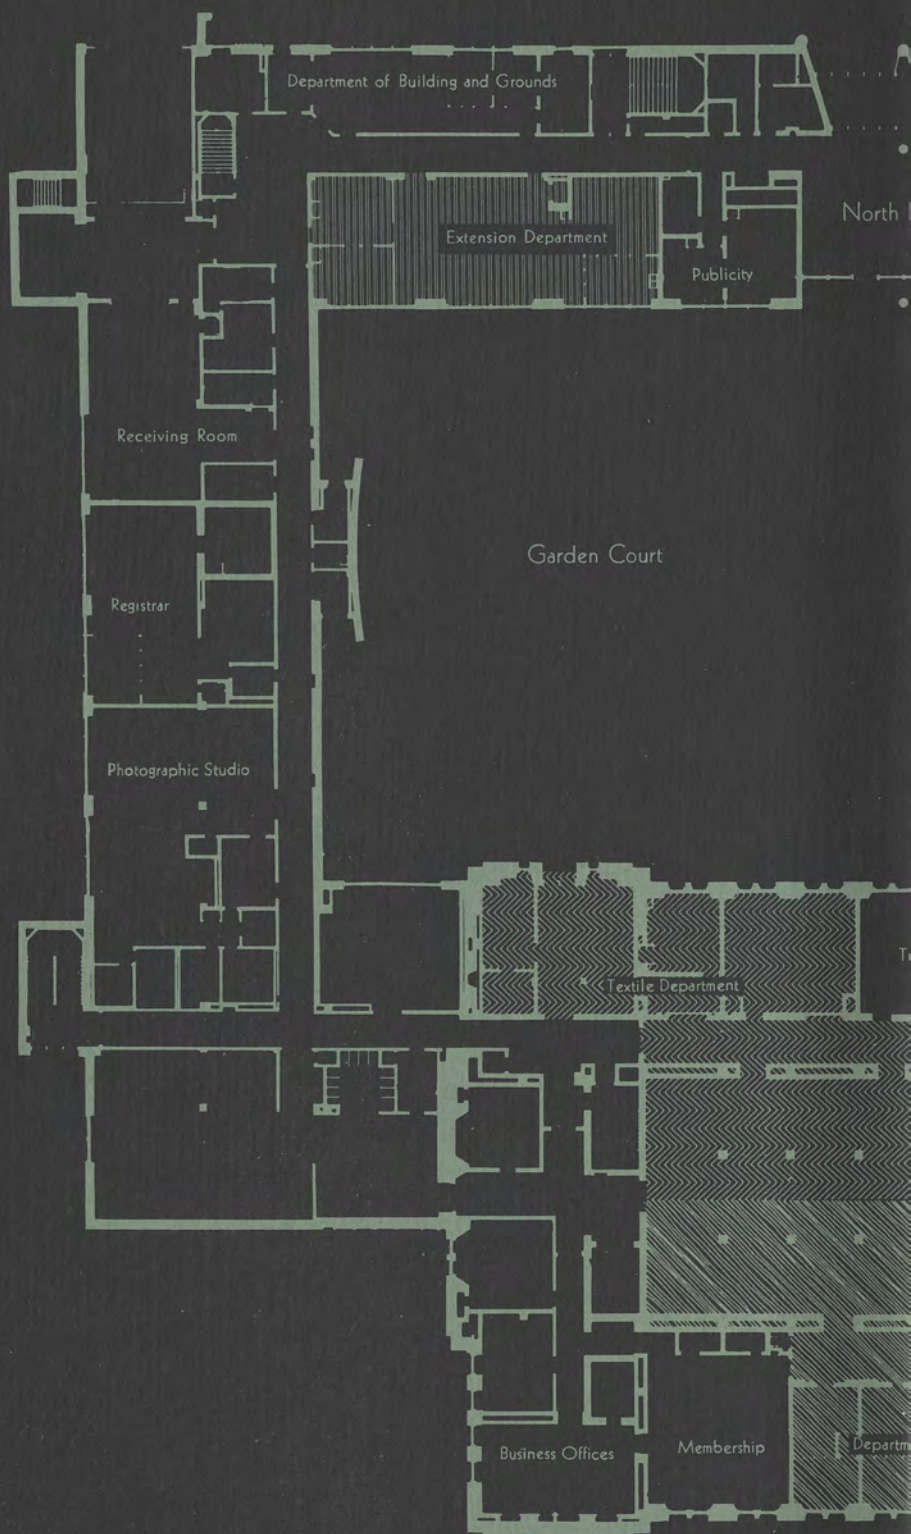 Department of Building and Grounds
North
Extension Department
Publicity
Receiving Room
Garden Court
Registrar
Photographic Studio
Textile Department
Business Offices
Membership